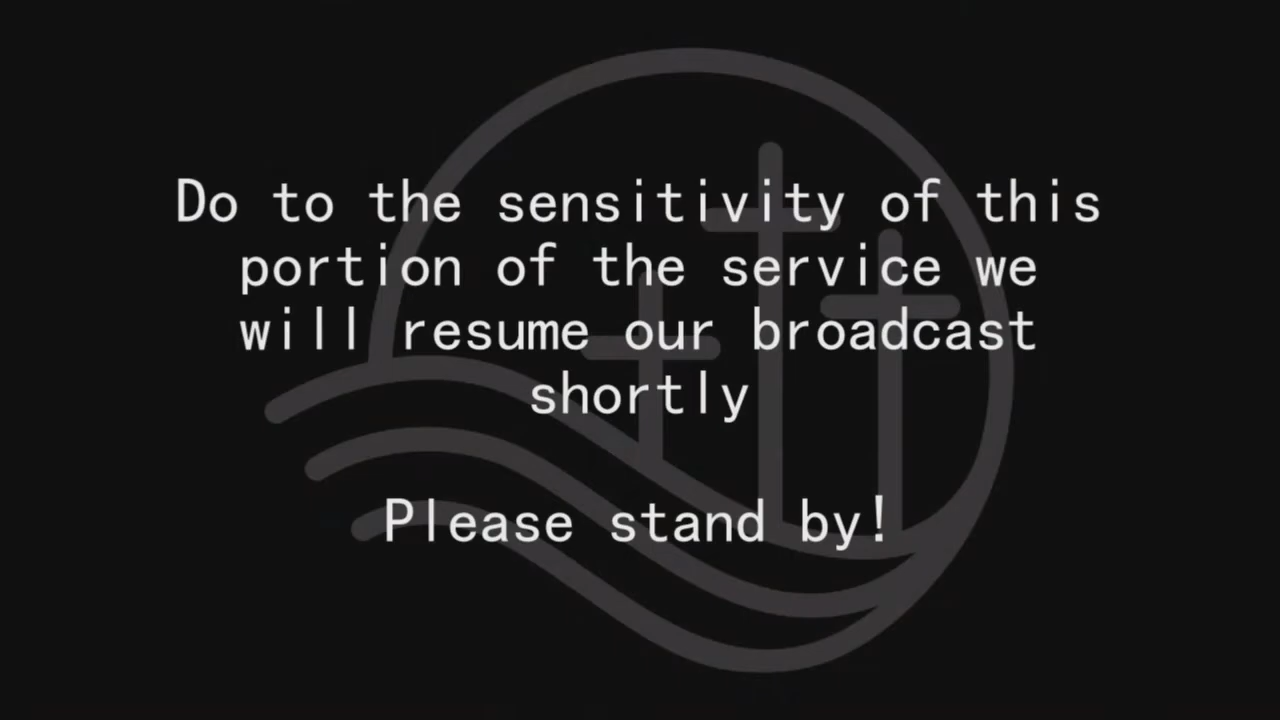 Do to the sensitivity of this
portion of the service we
will resume our broadcast
shortly
Please stand by!